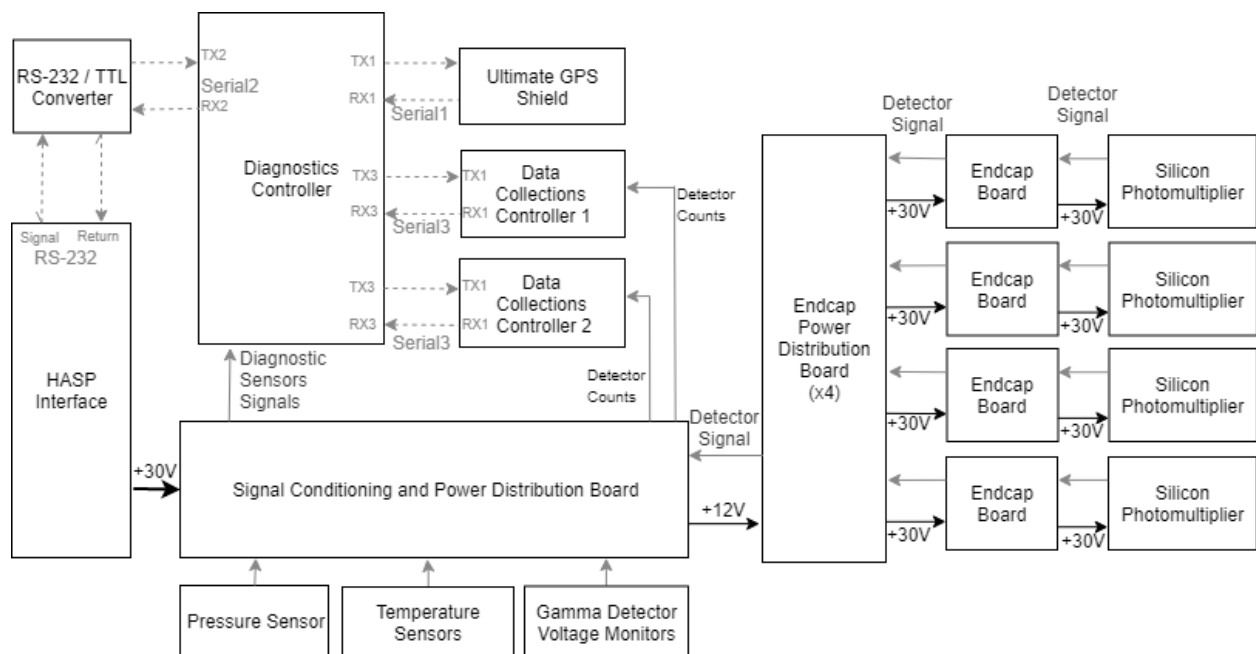 RS-232 / TTL
Converter
TX2
Serial2
RX2
Signal
Return
RS-232
HASP
Interface
+30V
Diagnostics
Controller
TX1
RX1
Serial1
TX3
RX3
Serial3
TX3
RX3
Serial3
Ultimate GPS
Shield
TX1
RX1
Data
Collections
Controller 1
TX1
RX1
Data
Collections
Controller 2
Detector
Counts
Detector
Counts
Diagnostic
Sensors
Signals
Signal Conditioning and Power Distribution Board
Pressure Sensor
Temperature
Sensors
Gamma Detector
Voltage Monitors
Detector
Signal
+12V
Endcap
Power
Distribution
Board
(x4)
Detector
Signal
Detector
Signal
+30V
Endcap
Board
+30V
Silicon
Photomultiplier
+30V
Endcap
Board
+30V
Silicon
Photomultiplier
+30V
Endcap
Board
+30V
Silicon
Photomultiplier
+30V
Endcap
Board
+30V
Silicon
Photomultiplier